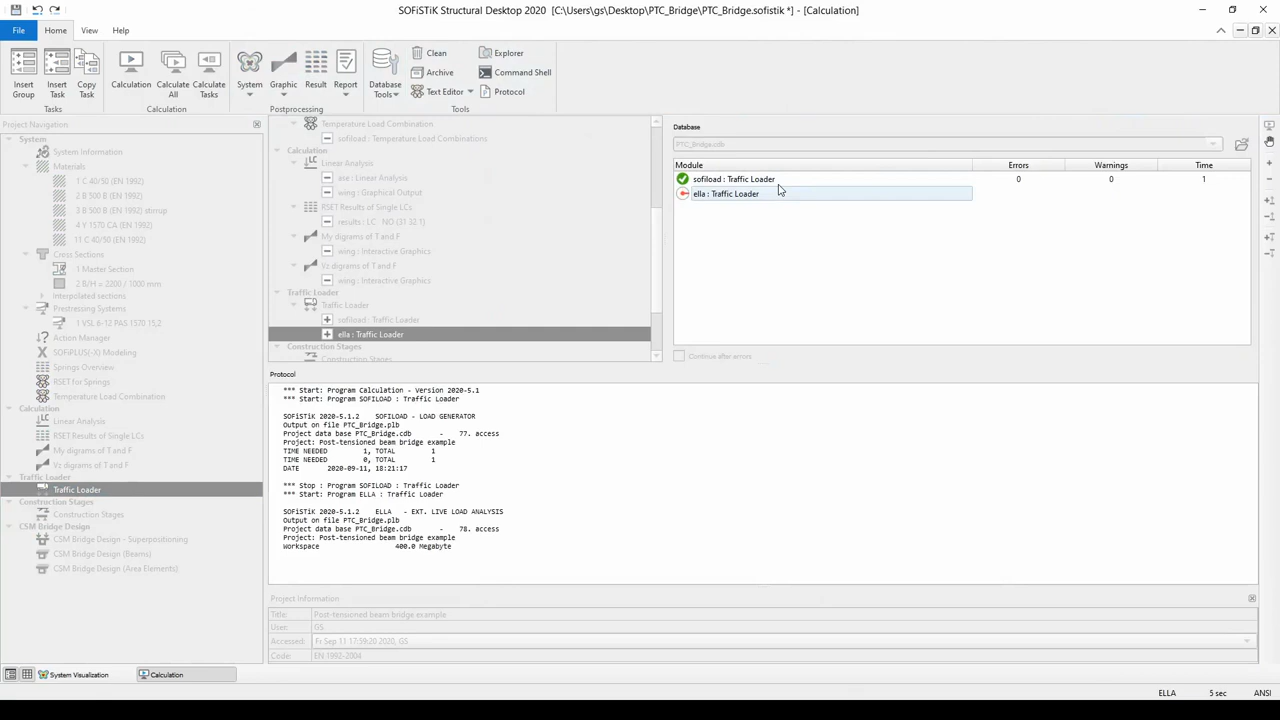 SOFiSTiK Structural Desktop 2020 [C:\Users\gs\Desktop\PTC_Bridge\PTC_Bridge.sofistik *] - [Calculation]
File Home View Help
Insert Group
Insert Task
Copy Task
Tasks
Calculation
Calculate All
Calculate Tasks
Calculation
System
Graphic
Result
Report
Postprocessing
Database Tools
Clean
Archive
Text Editor
Explorer
Command Shell
Protocol
Tools
Project Navigation:
System
System Information
Materials
1 C 40/50 (EN 1992)
2 B 500 B (EN 1992)
3 B 500 B (EN 1992) stirrup
4 Y 1570 CA (EN 1992)
11 C 40/50 (EN 1992)
Cross Sections
1 Master Section
2 B/H = 2200 / 1000 mm
Interpolated sections
Prestressing Systems
1 VSL 6-12 PAS 1570 15,2
Action Manager
SOFiPLUS(-X) Modeling
Springs Overview
RSET for Springs
Temperature Load Combination
Calculation
Linear Analysis
RSET Results of Single LCs
My digrams of T and F
Vz digrams of T and F
Traffic Loader
Traffic Loader
Construction Stages
Construction Stages
CSM Bridge Design
CSM Bridge Design - Superpositioning
CSM Bridge Design (Beams)
CSM Bridge Design (Area Elements)
Temperature Load Combination
sofiload : Temperature Load Combinations
Calculation
Linear Analysis
ase : Linear Analysis
wing : Graphical Output
RSET Results of Single LCs
results : LC NO (31 32 1)
My digrams of T and F
wing : Interactive Graphics
Vz digrams of T and F
wing : Interactive Graphics
Traffic Loader
Traffic Loader
sofiload : Traffic Loader
ella : Traffic Loader
Construction Stages
Construction Stages
Database
PTC_Bridge.cdb
Module Errors Warnings Time
sofiload : Traffic Loader 0 0 1
ella : Traffic Loader
Continue after errors
Protocol
*** Start: Program Calculation - Version 2020-5.1
*** Start: Program SOFILOAD : Traffic Loader
SOFiSTiK 2020-5.1.2 SOFILOAD - LOAD GENERATOR
Output on file PTC_Bridge.plb
Project data base PTC_Bridge.cdb - 77. access
Project: Post-tensioned beam bridge example
TIME NEEDED 1, TOTAL 1
TIME NEEDED 0, TOTAL 1
DATE 2020-09-11, 18:21:17
*** Stop : Program SOFILOAD : Traffic Loader
*** Start : Program ELLA : Traffic Loader
SOFiSTiK 2020-5.1.2 ELLA - EXT. LIVE LOAD ANALYSIS
Output on file PTC_Bridge.plb
Project data base PTC_Bridge.cdb - 78. access
Project: Post-tensioned beam bridge example
Workspace 400.0 Megabyte
Project Information
Title: Post-tensioned beam bridge example
User: GS
Accessed: Fr Sep 11 17:59:20 2020, GS
Code: EN 1992-2004
System Visualization
Calculation
ELLA 5 sec ANSI